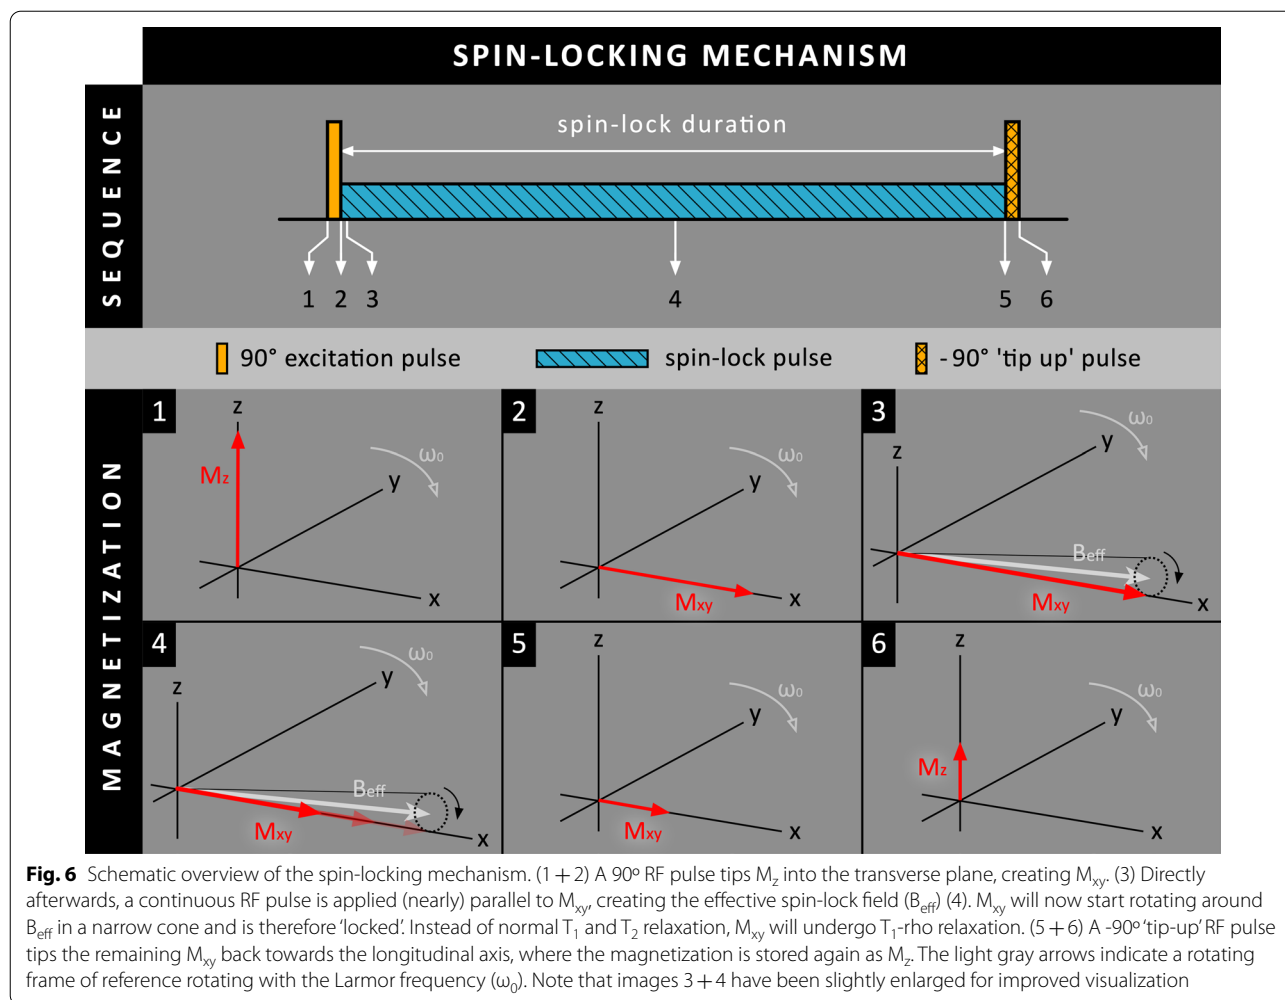 SPIN-LOCKING MECHANISM
SEQUENCE
spin-lock duration
1 2 3 4 5 6
90° excitation pulse spin-lock pulse - 90° 'tip up' pulse
MAGNETIZATION
1
z
Mz
ω0
y
x
2
z
ω0
y
Mxy
x
3
ω0
y
z
Beff
Mxy
x
4
ω0
y
z
Beff
Mxy
x
5
z
ω0
y
Mxy
x
6
z
ω0
y
Mz
x
Fig. 6 Schematic overview of the spin-locking mechanism. (1 + 2) A 90º RF pulse tips Mz into the transverse plane, creating Mxy. (3) Directly
afterwards, a continuous RF pulse is applied (nearly) parallel to Mxy, creating the effective spin-lock field (Beff) (4). Mxy will now start rotating around
Beff in a narrow cone and is therefore ‘locked’. Instead of normal T1 and T2 relaxation, Mxy will undergo T1-rho relaxation. (5 + 6) A -90º ‘tip-up’ RF pulse
tips the remaining Mxy back towards the longitudinal axis, where the magnetization is stored again as Mz. The light gray arrows indicate a rotating
frame of reference rotating with the Larmor frequency (ω0). Note that images 3 + 4 have been slightly enlarged for improved visualization